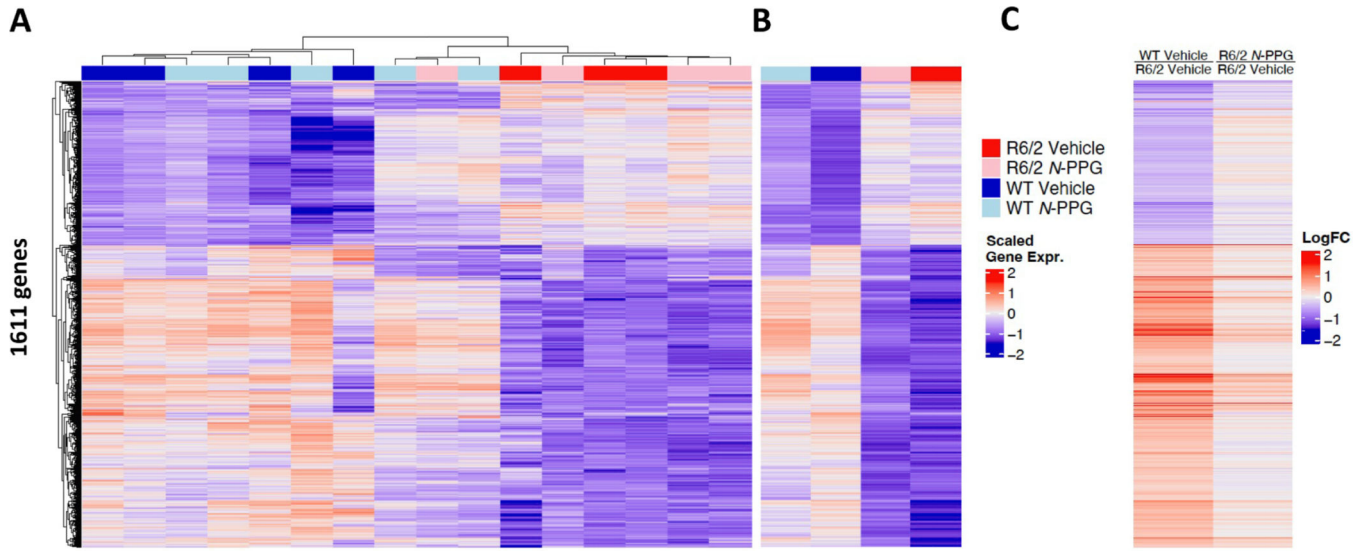 A
B
C
1611 genes
R6/2 Vehicle
R6/2 N-PPG
WT Vehicle
WT N-PPG
Scaled
Gene Expr.
2
1
0
−1
−2
WT Vehicle R6/2 N-PPG
R6/2 Vehicle R6/2 Vehicle
LogFC
2
1
0
−1
−2